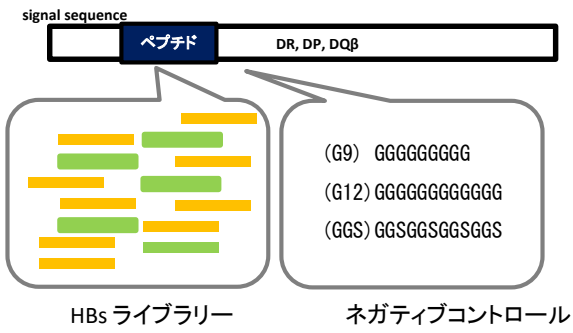 signal sequence
ペプチド
DR, DP, DQβ
(G9) GGGGGGGGG
(G12)GGGGGGGGGGGG
(GGS)GGSGGSGGSGGS
HBs ライブラリー
ネガティブコントロール